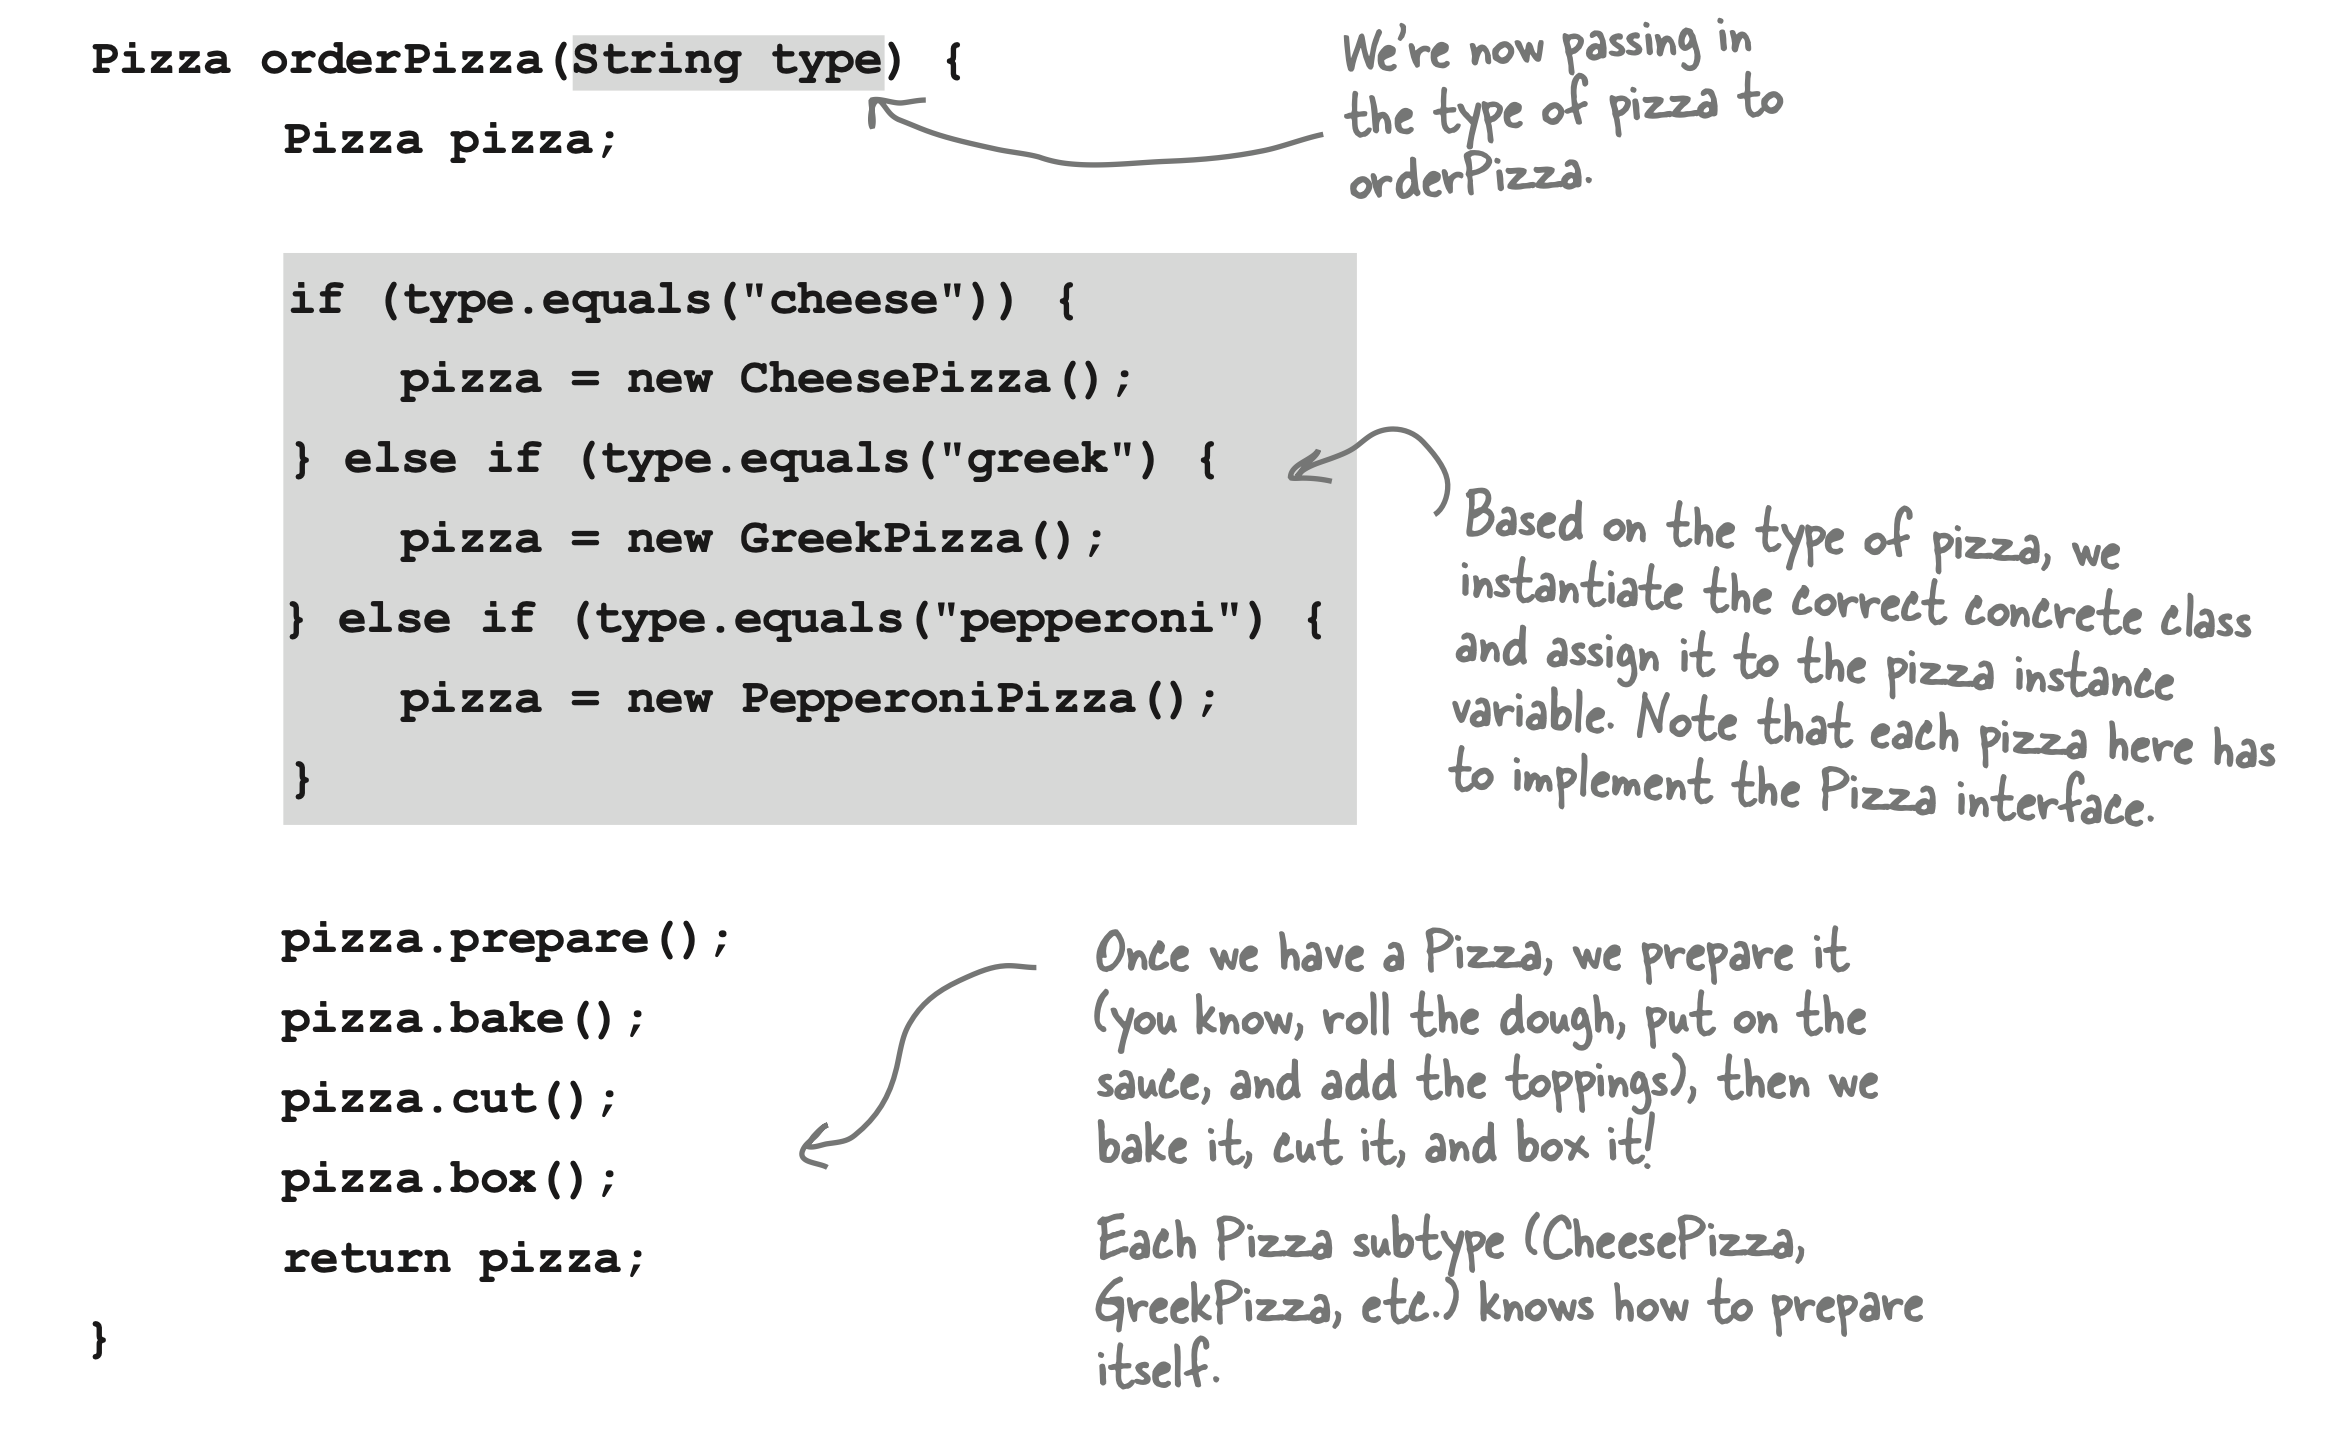 Pizza orderPizza(String type) {
We're now passing in
the type of pizza to
orderPizza.
Pizza pizza;
if (type.equals("cheese")) {
pizza = new CheesePizza();
} else if (type.equals("greek") {
pizza = new GreekPizza();
} else if (type.equals("pepperoni") {
pizza = new PepperoniPizza();
}
Based on the type of pizza, we
instantiate the correct concrete class
and assign it to the pizza instance
variable. Note that each pizza here has
to implement the Pizza interface.
pizza.prepare();
pizza.bake();
pizza.cut();
pizza.box();
return pizza;
}
Once we have a Pizza, we prepare it
(you know, roll the dough, put on the
sauce, and add the toppings), then we
bake it, cut it, and box it!
Each Pizza subtype (CheesePizza,
GreekPizza, etc.) knows how to prepare
itself.